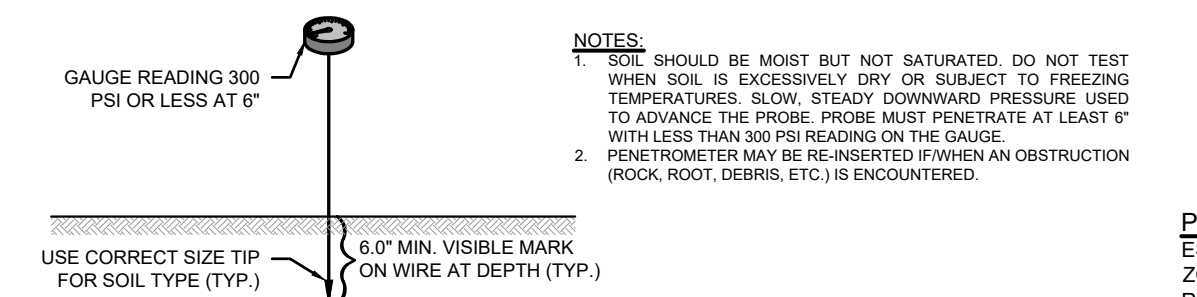 GAUGE READING 300
PSI OR LESS AT 6"
NOTES:
1. SOIL SHOULD BE MOIST BUT NOT SATURATED. DO NOT TEST
WHEN SOIL IS EXCESSIVELY DRY OR SUBJECT TO FREEZING
TEMPERATURES. SLOW, STEADY DOWNWARD PRESSURE USED
TO ADVANCE THE PROBE. PROBE MUST PENETRATE AT LEAST 6"
WITH LESS THAN 300 PSI READING ON THE GAUGE.
2. PENETROMETER MAY BE RE-INSERTED IF/WHEN AN OBSTRUCTION
(ROCK, ROOT, DEBRIS, ETC.) IS ENCOUNTERED.
USE CORRECT SIZE TIP
FOR SOIL TYPE (TYP.)
6.0" MIN. VISIBLE MARK
ON WIRE AT DEPTH (TYP.)